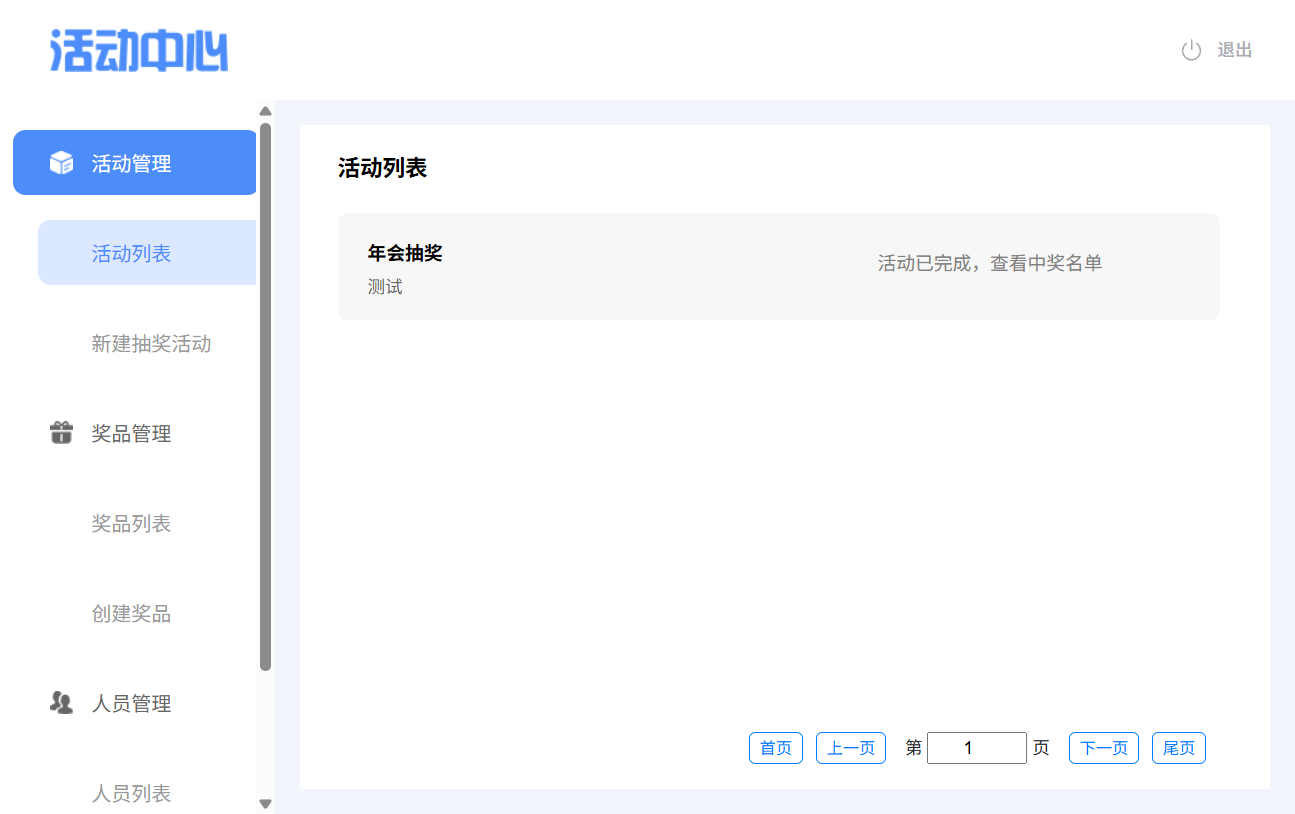 活动中心
退出
活动管理
活动列表
新建抽奖活动
奖品管理
奖品列表
创建奖品
人员管理
人员列表
活动列表
年会抽奖
测试
活动已完成，查看中奖名单
首页 上一页 第 1 页 下一页 尾页